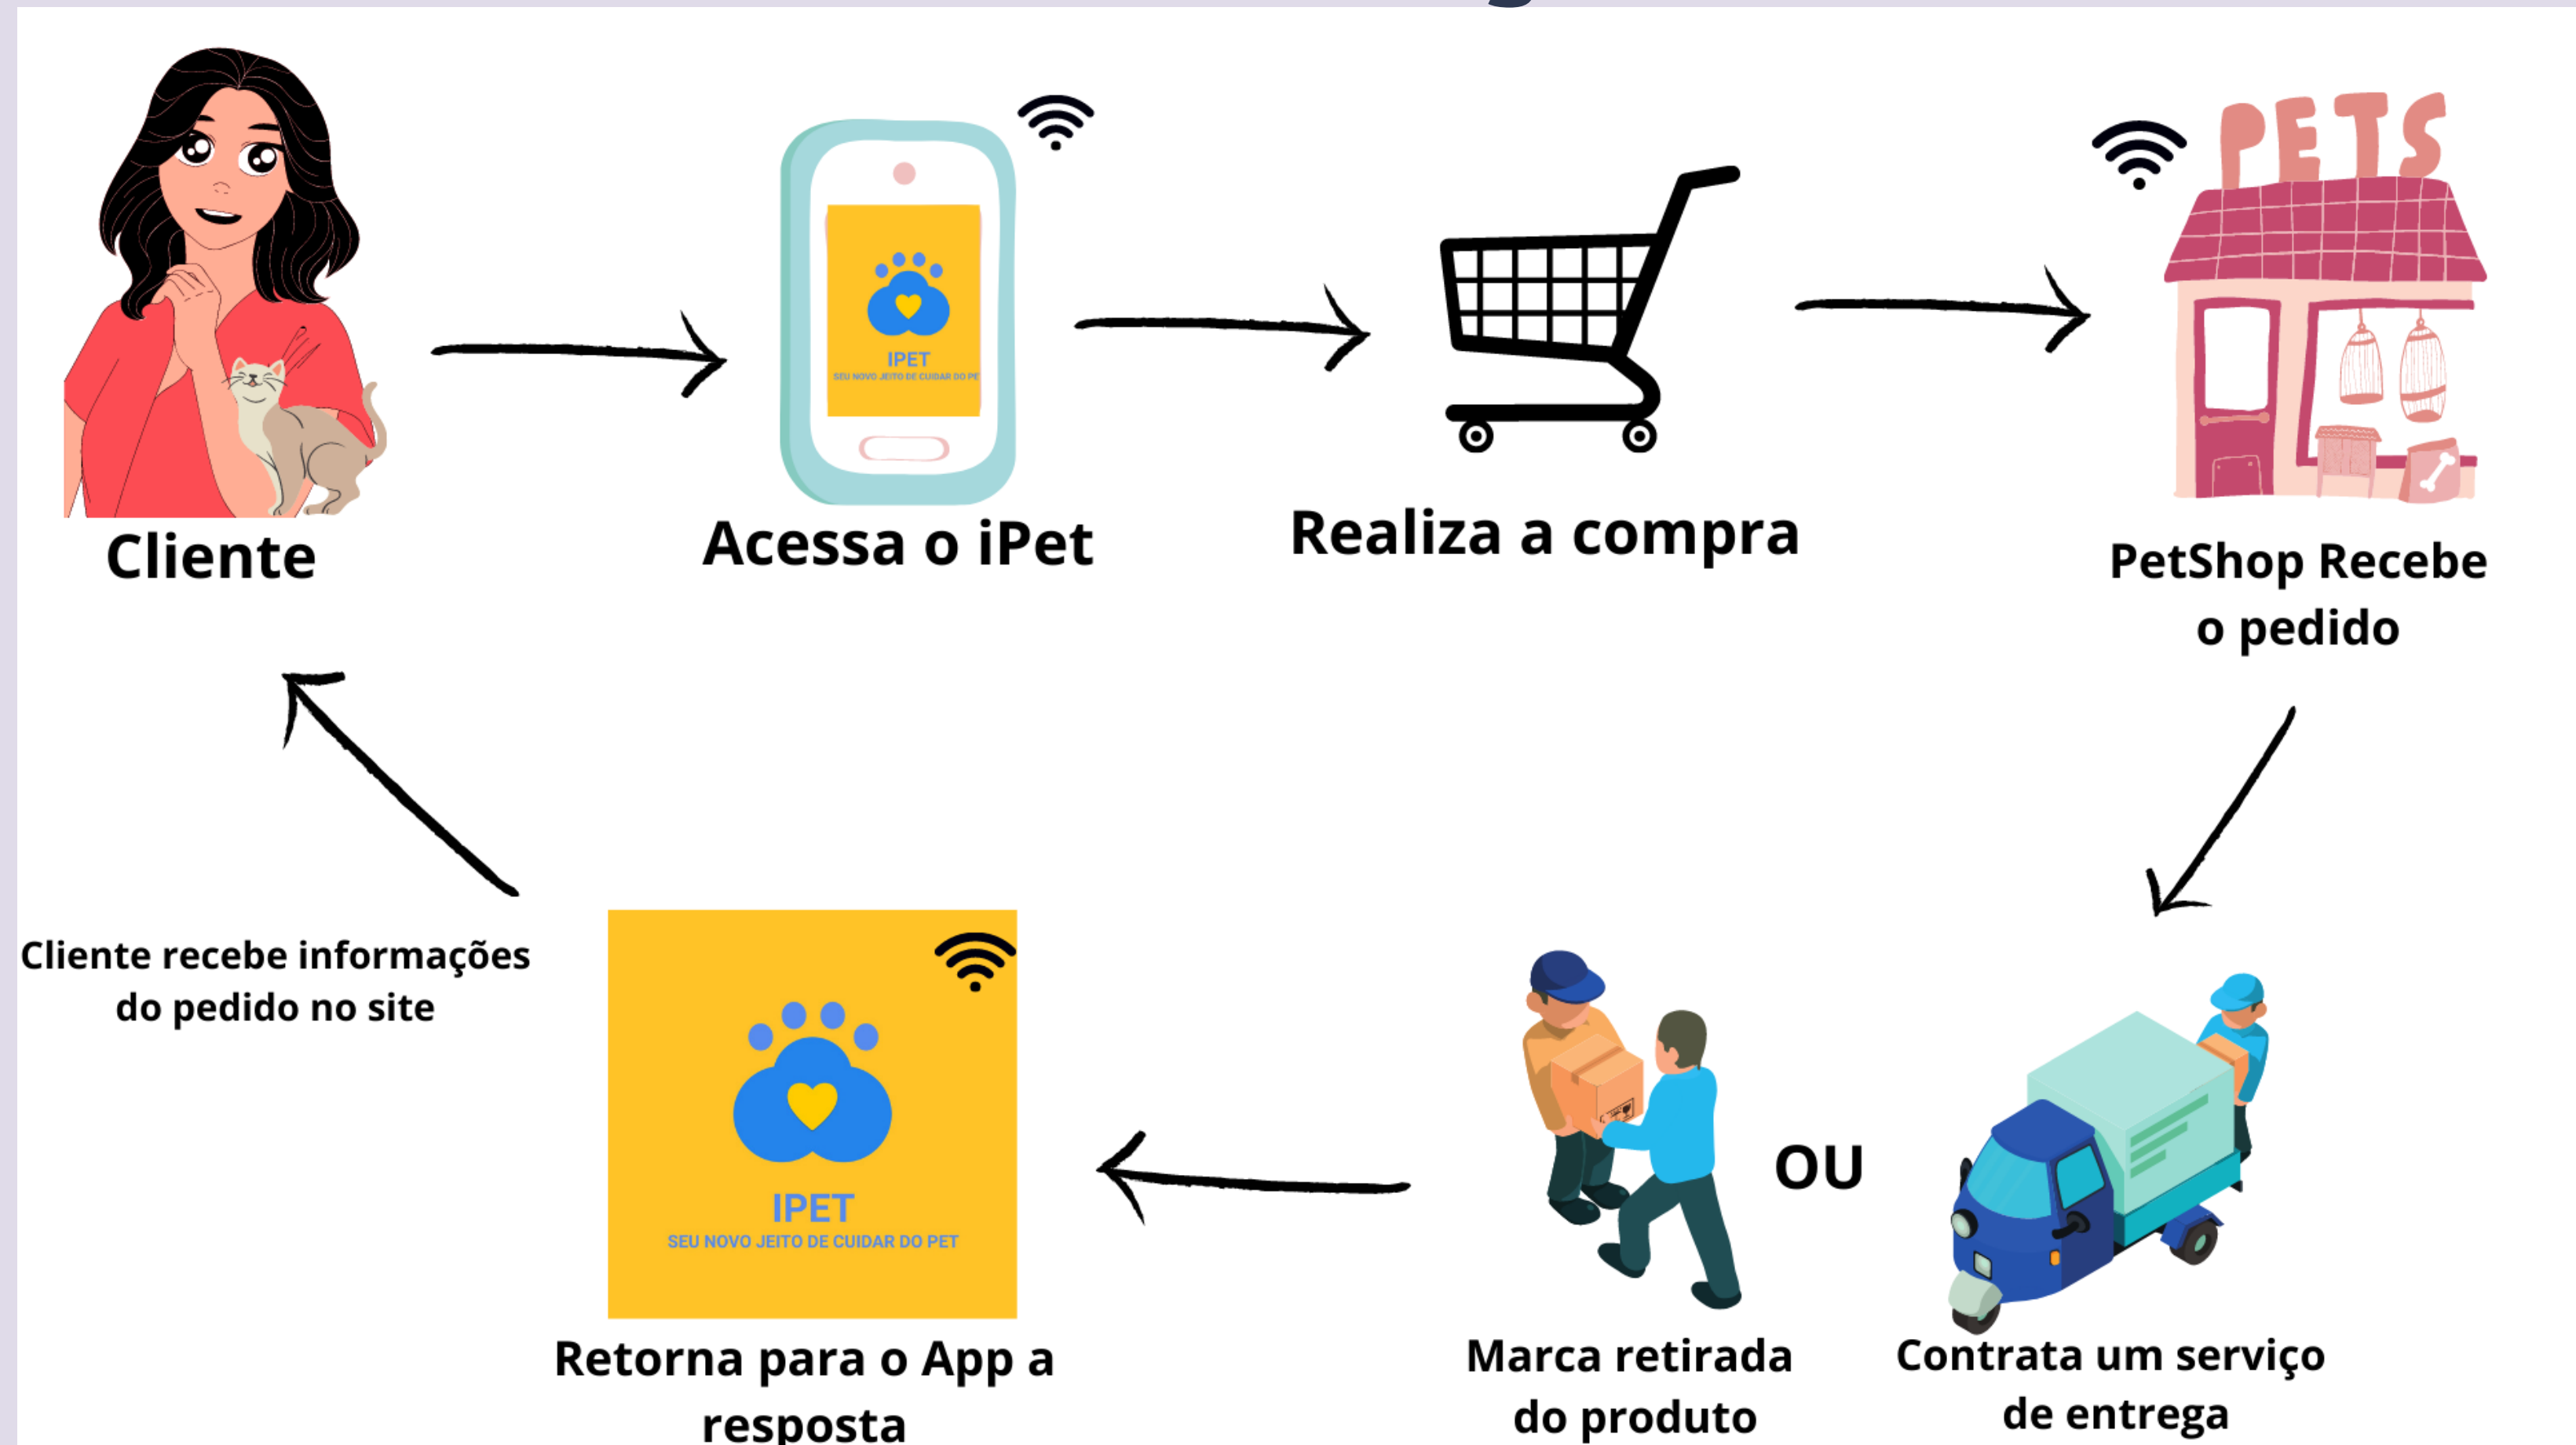 PETS
IPET
SEU NOVO JEITO DE CUIDAR DO PE
Cliente
Acessa o iPet
Realiza a compra
PetShop Recebe
o pedido
Cliente recebe informações
do pedido no site
IPET
SEU NOVO JEITO DE CUIDAR DO PET
OU
Retorna para o App a
resposta
Marca retirada
do produto
Contrata um serviço
de entrega